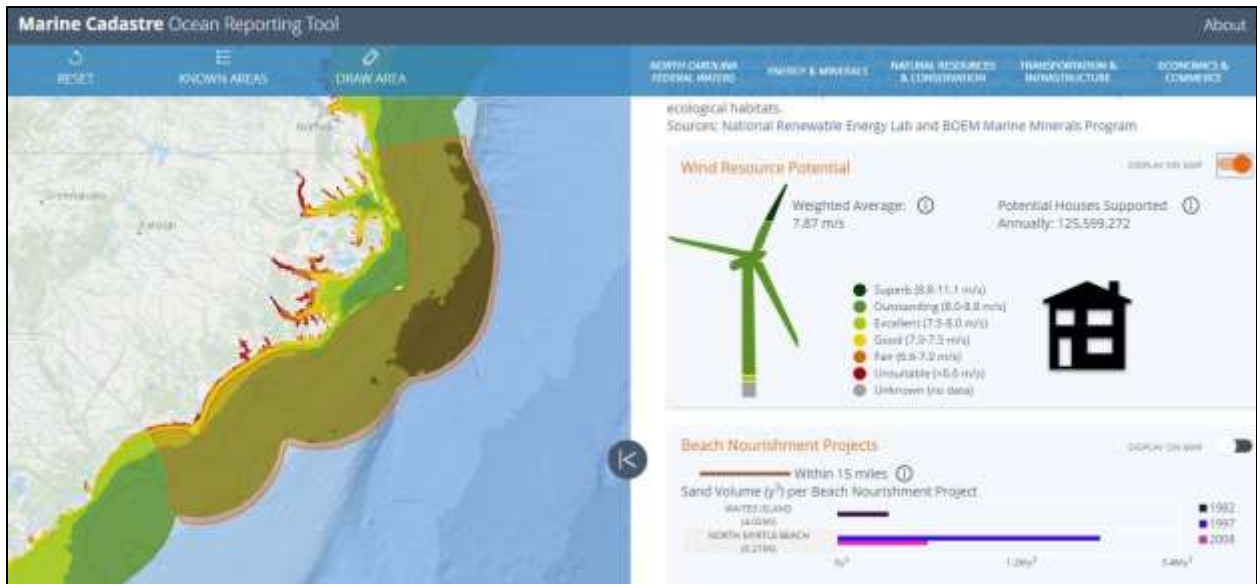 Marine Cadastre Ocean Reporting Tool
About
RESET
KNOWN AREAS
DRAW AREA
NORTH CAROLINA
FEDERAL WATERS
ENERGY & MINERALS
NATURAL RESOURCES
& CONSERVATION
TRANSPORTATION &
INFRASTRUCTURE
ECONOMICS &
COMMERCE
Norfolk
Greensboro
Raleigh
ecological habitats.
Sources: National Renewable Energy Lab and BOEM Marine Minerals Program
Wind Resource Potential
DISPLAY ON MAP
Weighted Average:
7.87 m/s
Potential Houses Supported
Annually: 125,599,272
Superb (8.8-11.1 m/s)
Outstanding (8.0-8.8 m/s)
Excellent (7.5-8.0 m/s)
Good (7.0-7.5 m/s)
Fair (6.6-7.0 m/s)
Unsuitable (<6.6 m/s)
Unknown (no data)
Beach Nourishment Projects
DISPLAY ON MAP
Within 15 miles
Sand Volume (y³) per Beach Nourishment Project
WAITES ISLAND
NORTH MYRTLE BEACH
1982
1997
2008
0y³